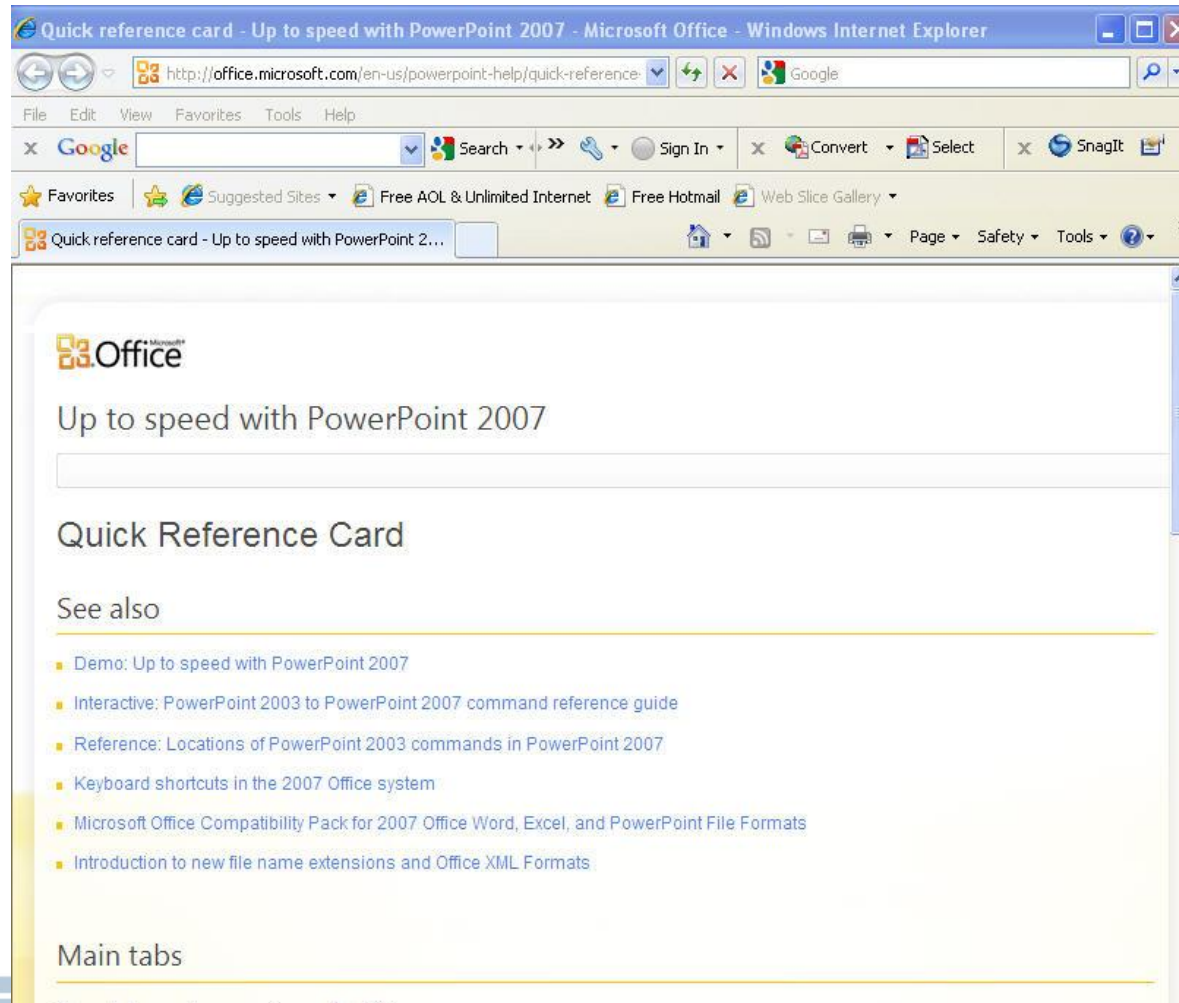 Quick reference card - Up to speed with PowerPoint 2007 - Microsoft Office - Windows Internet Explorer
http://office.microsoft.com/en-us/powerpoint-help/quick-reference- Google
File Edit View Favorites Tools Help
x Google Search Sign In x Convert Select x SnagIt
Favorites Suggested Sites Free AOL & Unlimited Internet Free Hotmail Web Slice Gallery
Quick reference card - Up to speed with PowerPoint 2... Page Safety Tools
Microsoft Office
Up to speed with PowerPoint 2007
Quick Reference Card
See also
Demo: Up to speed with PowerPoint 2007
Interactive: PowerPoint 2003 to PowerPoint 2007 command reference guide
Reference: Locations of PowerPoint 2003 commands in PowerPoint 2007
Keyboard shortcuts in the 2007 Office system
Microsoft Office Compatibility Pack for 2007 Office Word, Excel, and PowerPoint File Formats
Introduction to new file name extensions and Office XML Formats
Main tabs